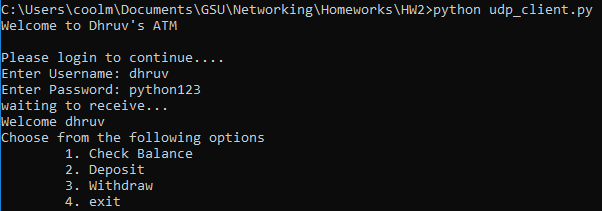 C:\Users\coolm\Documents\GSU\Networking\Homeworks\HW2>python udp_client.py
Welcome to Dhruv's ATM
Please login to continue....
Enter Username: dhruv
Enter Password: python123
waiting to receive...
Welcome dhruv
Choose from the following options
1. Check Balance
2. Deposit
3. Withdraw
4. exit